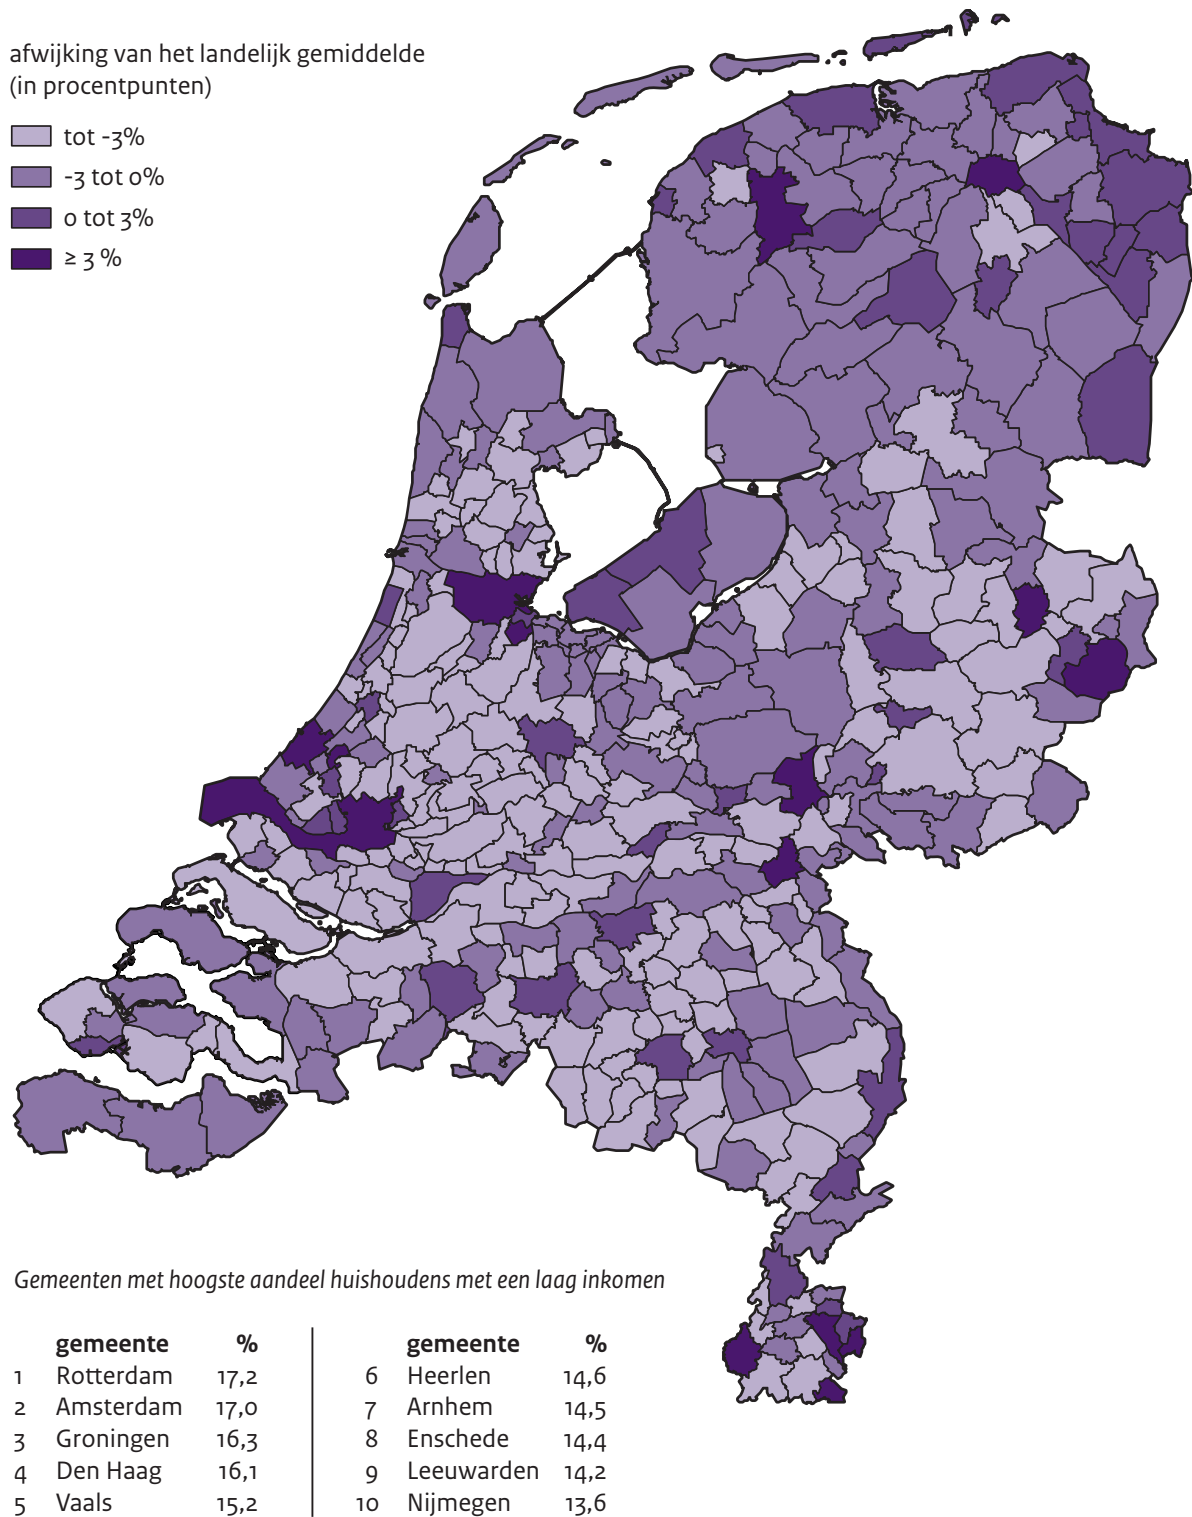 afwijking van het landelijk gemiddelde
(in procentpunten)
tot -3%
-3 tot 0%
0 tot 3%
≥ 3 %
Gemeenten met hoogste aandeel huishoudens met een laag inkomen
gemeente %
1 Rotterdam 17,2
2 Amsterdam 17,0
3 Groningen 16,3
4 Den Haag 16,1
5 Vaals 15,2
gemeente %
6 Heerlen 14,6
7 Arnhem 14,5
8 Enschede 14,4
9 Leeuwarden 14,2
10 Nijmegen 13,6